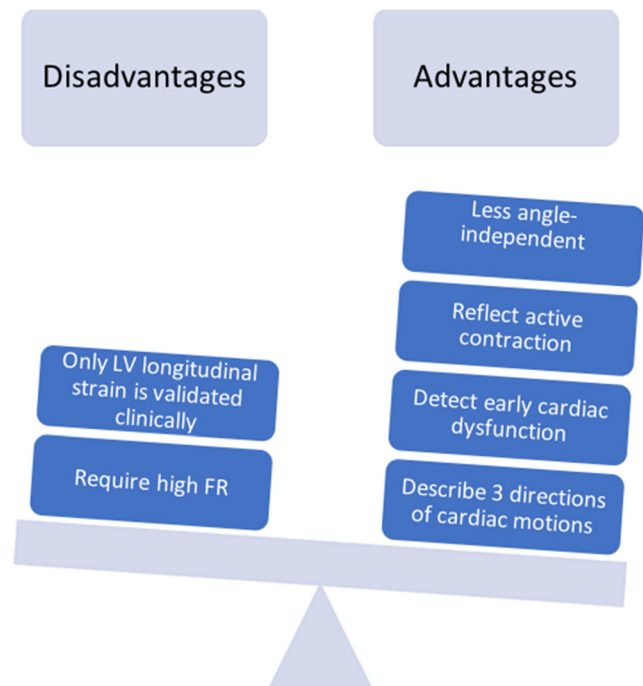 Disadvantages
Advantages
Only LV longitudinal
strain is validated
clinically
Require high FR
Less angle-
independent
Reflect active
contraction
Detect early cardiac
dysfunction
Describe 3 directions
of cardiac motions